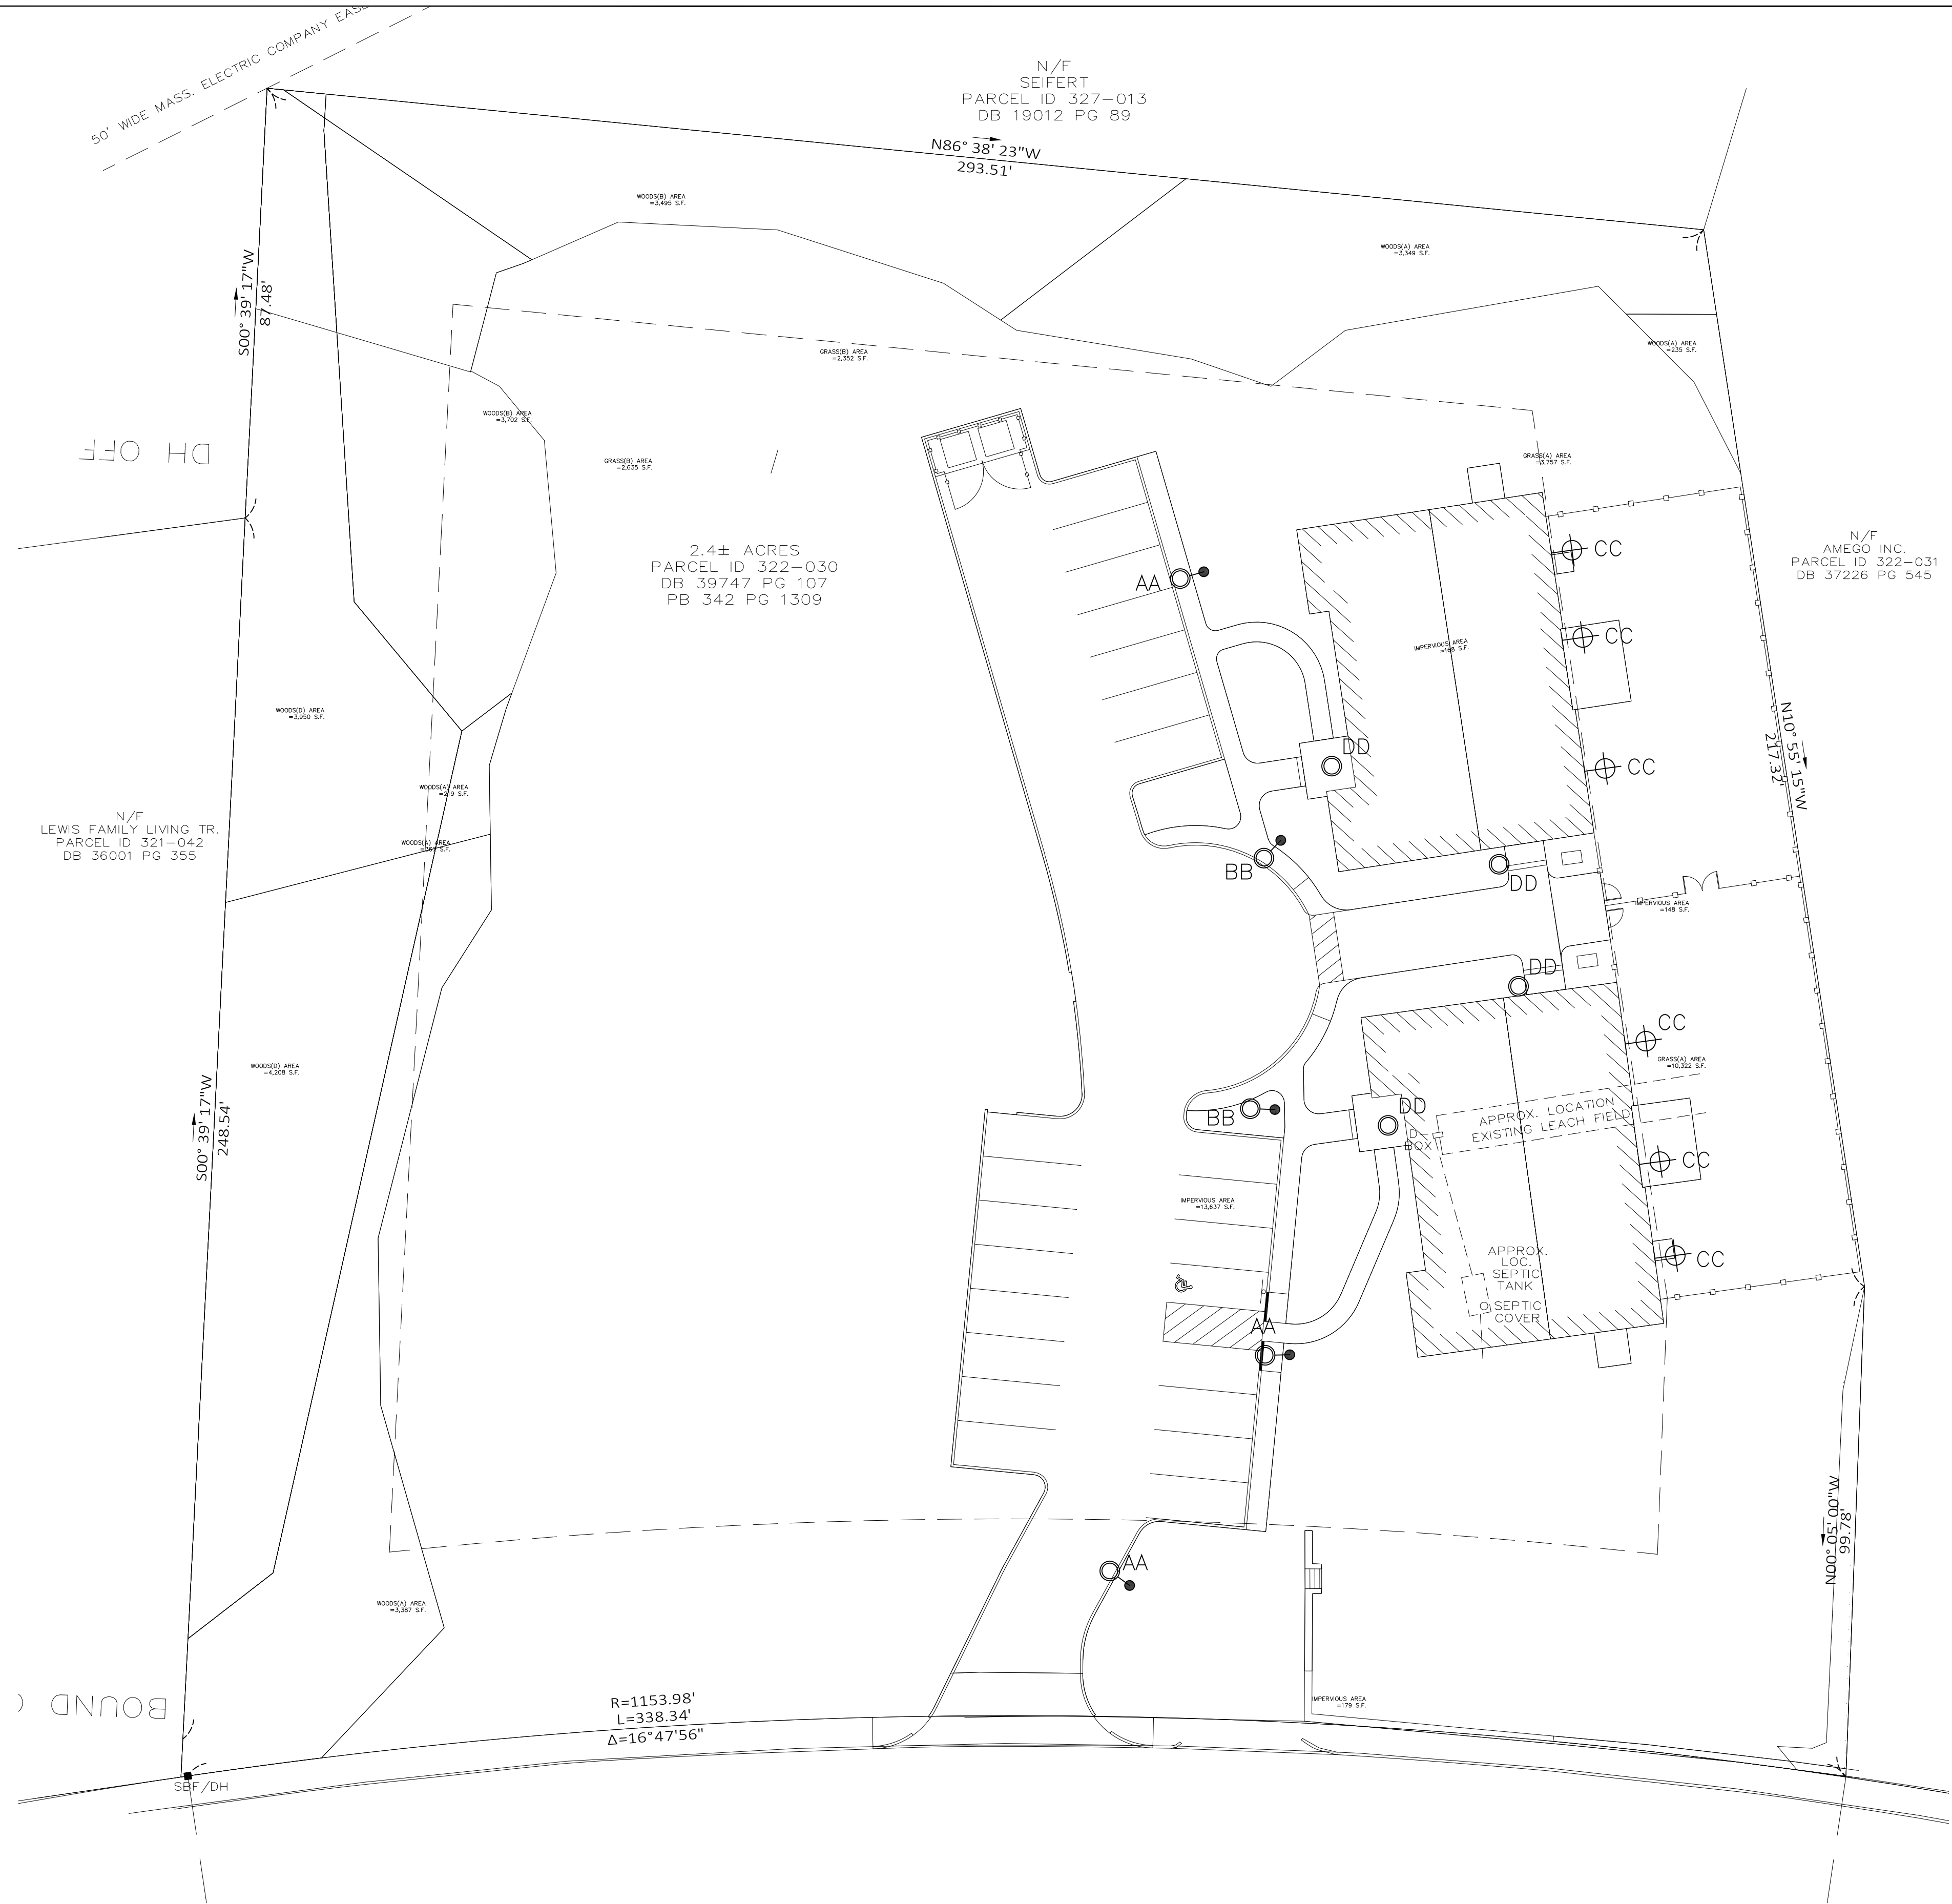 50' WIDE MASS. ELECTRIC COMPANY
N/F
SEIFERT
PARCEL ID 327-013
DB 19012 PG 89
N86° 38' 23"W
293.51'
WOODS(B) AREA
=3,495 S.F.
WOODS(A) AREA
=3,349 S.F.
S00° 39' 17"W
87.48'
GRASS(B) AREA
=2,352 S.F.
WOODS(A) AREA
=235 S.F.
DH OFF
WOODS(B) AREA
=3,702 S.F.
GRASS(B) AREA
=2,635 S.F.
GRASS(A) AREA
=3,757 S.F.
2.4± ACRES
PARCEL ID 322-030
DB 39747 PG 107
PB 342 PG 1309
N/F
AMEGO INC.
PARCEL ID 322-031
DB 37226 PG 545
CC
AA
CC
IMPERVIOUS AREA
=168 S.F.
WOODS(D) AREA
=3,950 S.F.
N10° 55' 15"W
217.32'
DD
CC
WOODS(A) AREA
=219 S.F.
N/F
LEWIS FAMILY LIVING TR.
PARCEL ID 321-042
DB 36001 PG 355
WOODS(A) AREA
S.F.
BB
DD
IMPERVIOUS AREA
=148 S.F.
DD
CC
WOODS(D) AREA
=4,208 S.F.
GRASS(A) AREA
=10,322 S.F.
S00° 39' 17"W
248.54'
BB
DD
APPROX. LOCATION
EXISTING LEACH FIELD
D-
BOX
CC
IMPERVIOUS AREA
=13,637 S.F.
APPROX.
LOC.
SEPTIC
TANK
CC
SEPTIC
COVER
AA
N00° 05' 00"W
99.78'
AA
WOODS(A) AREA
=3,387 S.F.
BOUND
R=1153.98'
L=338.34'
Δ=16°47'56"
IMPERVIOUS AREA
=179 S.F.
SBF/DH